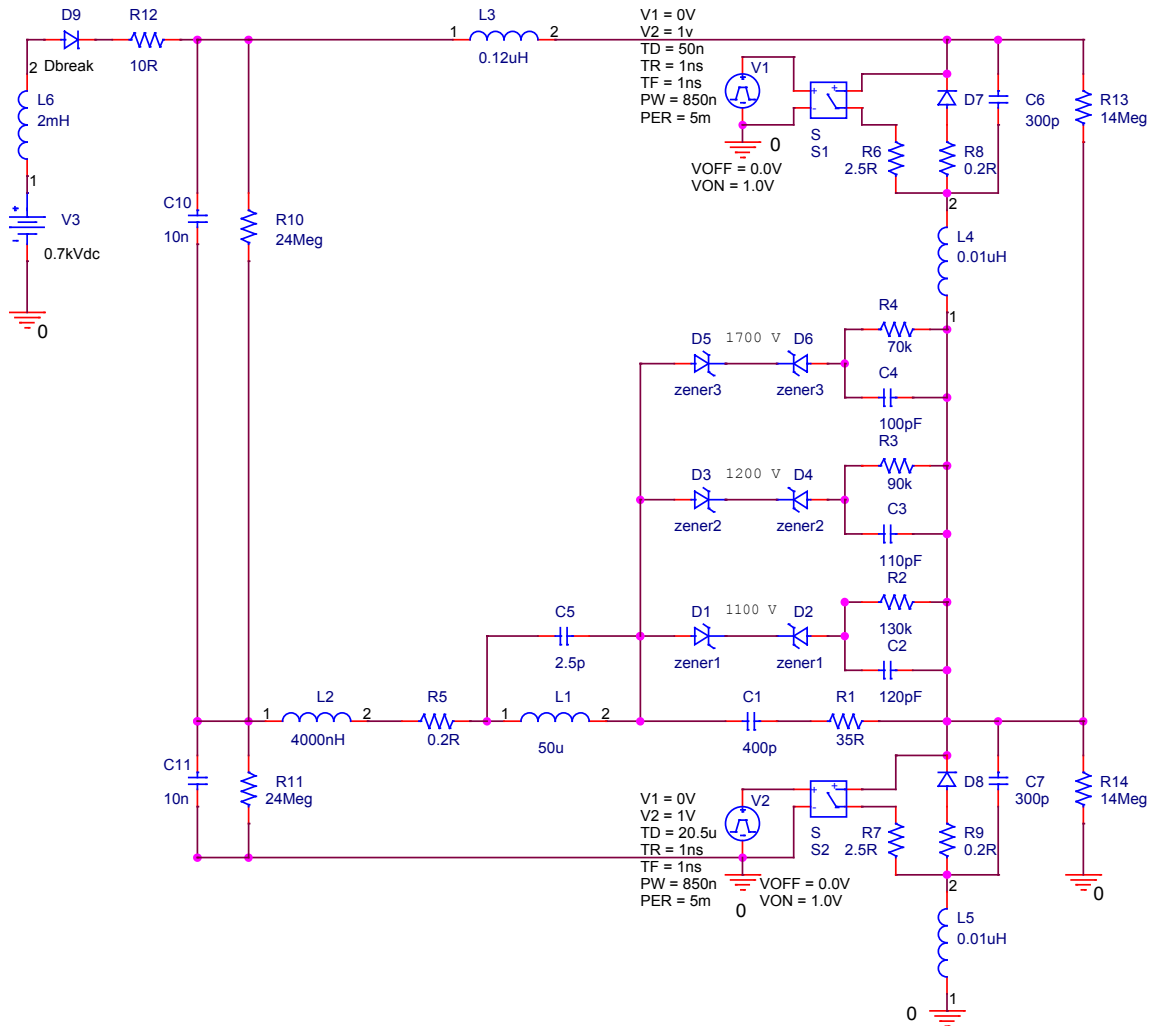 D9
R12
L3
V1 = 0V
V2 = 1v
TD = 50n
TR = 1ns
TF = 1ns
PW = 850n
PER = 5m
1
2
0.12uH
Dbreak
10R
2
L6
2mH
1
V3
0.7kVdc
0
V1
S
S1
0
VOFF = 0.0V
VON = 1.0V
R6
2.5R
D7
R8
0.2R
C6
300p
R13
14Meg
C10
10n
R10
24Meg
2
L4
0.01uH
1
R4
70k
D5
1700 V
D6
zener3
zener3
C4
100pF
R3
90k
D3
1200 V
D4
zener2
zener2
C3
110pF
R2
130k
D1
1100 V
D2
zener1
zener1
C2
120pF
C5
2.5p
L2
1
2
4000nH
R5
0.2R
L1
1
2
50u
C1
400p
R1
35R
C11
10n
R11
24Meg
V1 = 0V
V2 = 1V
TD = 20.5u
TR = 1ns
TF = 1ns
PW = 850n
PER = 5m
V2
S
S2
0
VOFF = 0.0V
VON = 1.0V
R7
2.5R
D8
R9
0.2R
C7
300p
R14
14Meg
0
2
L5
0.01uH
1
0
+
-
+
-
+
+
-
+
+
-
+